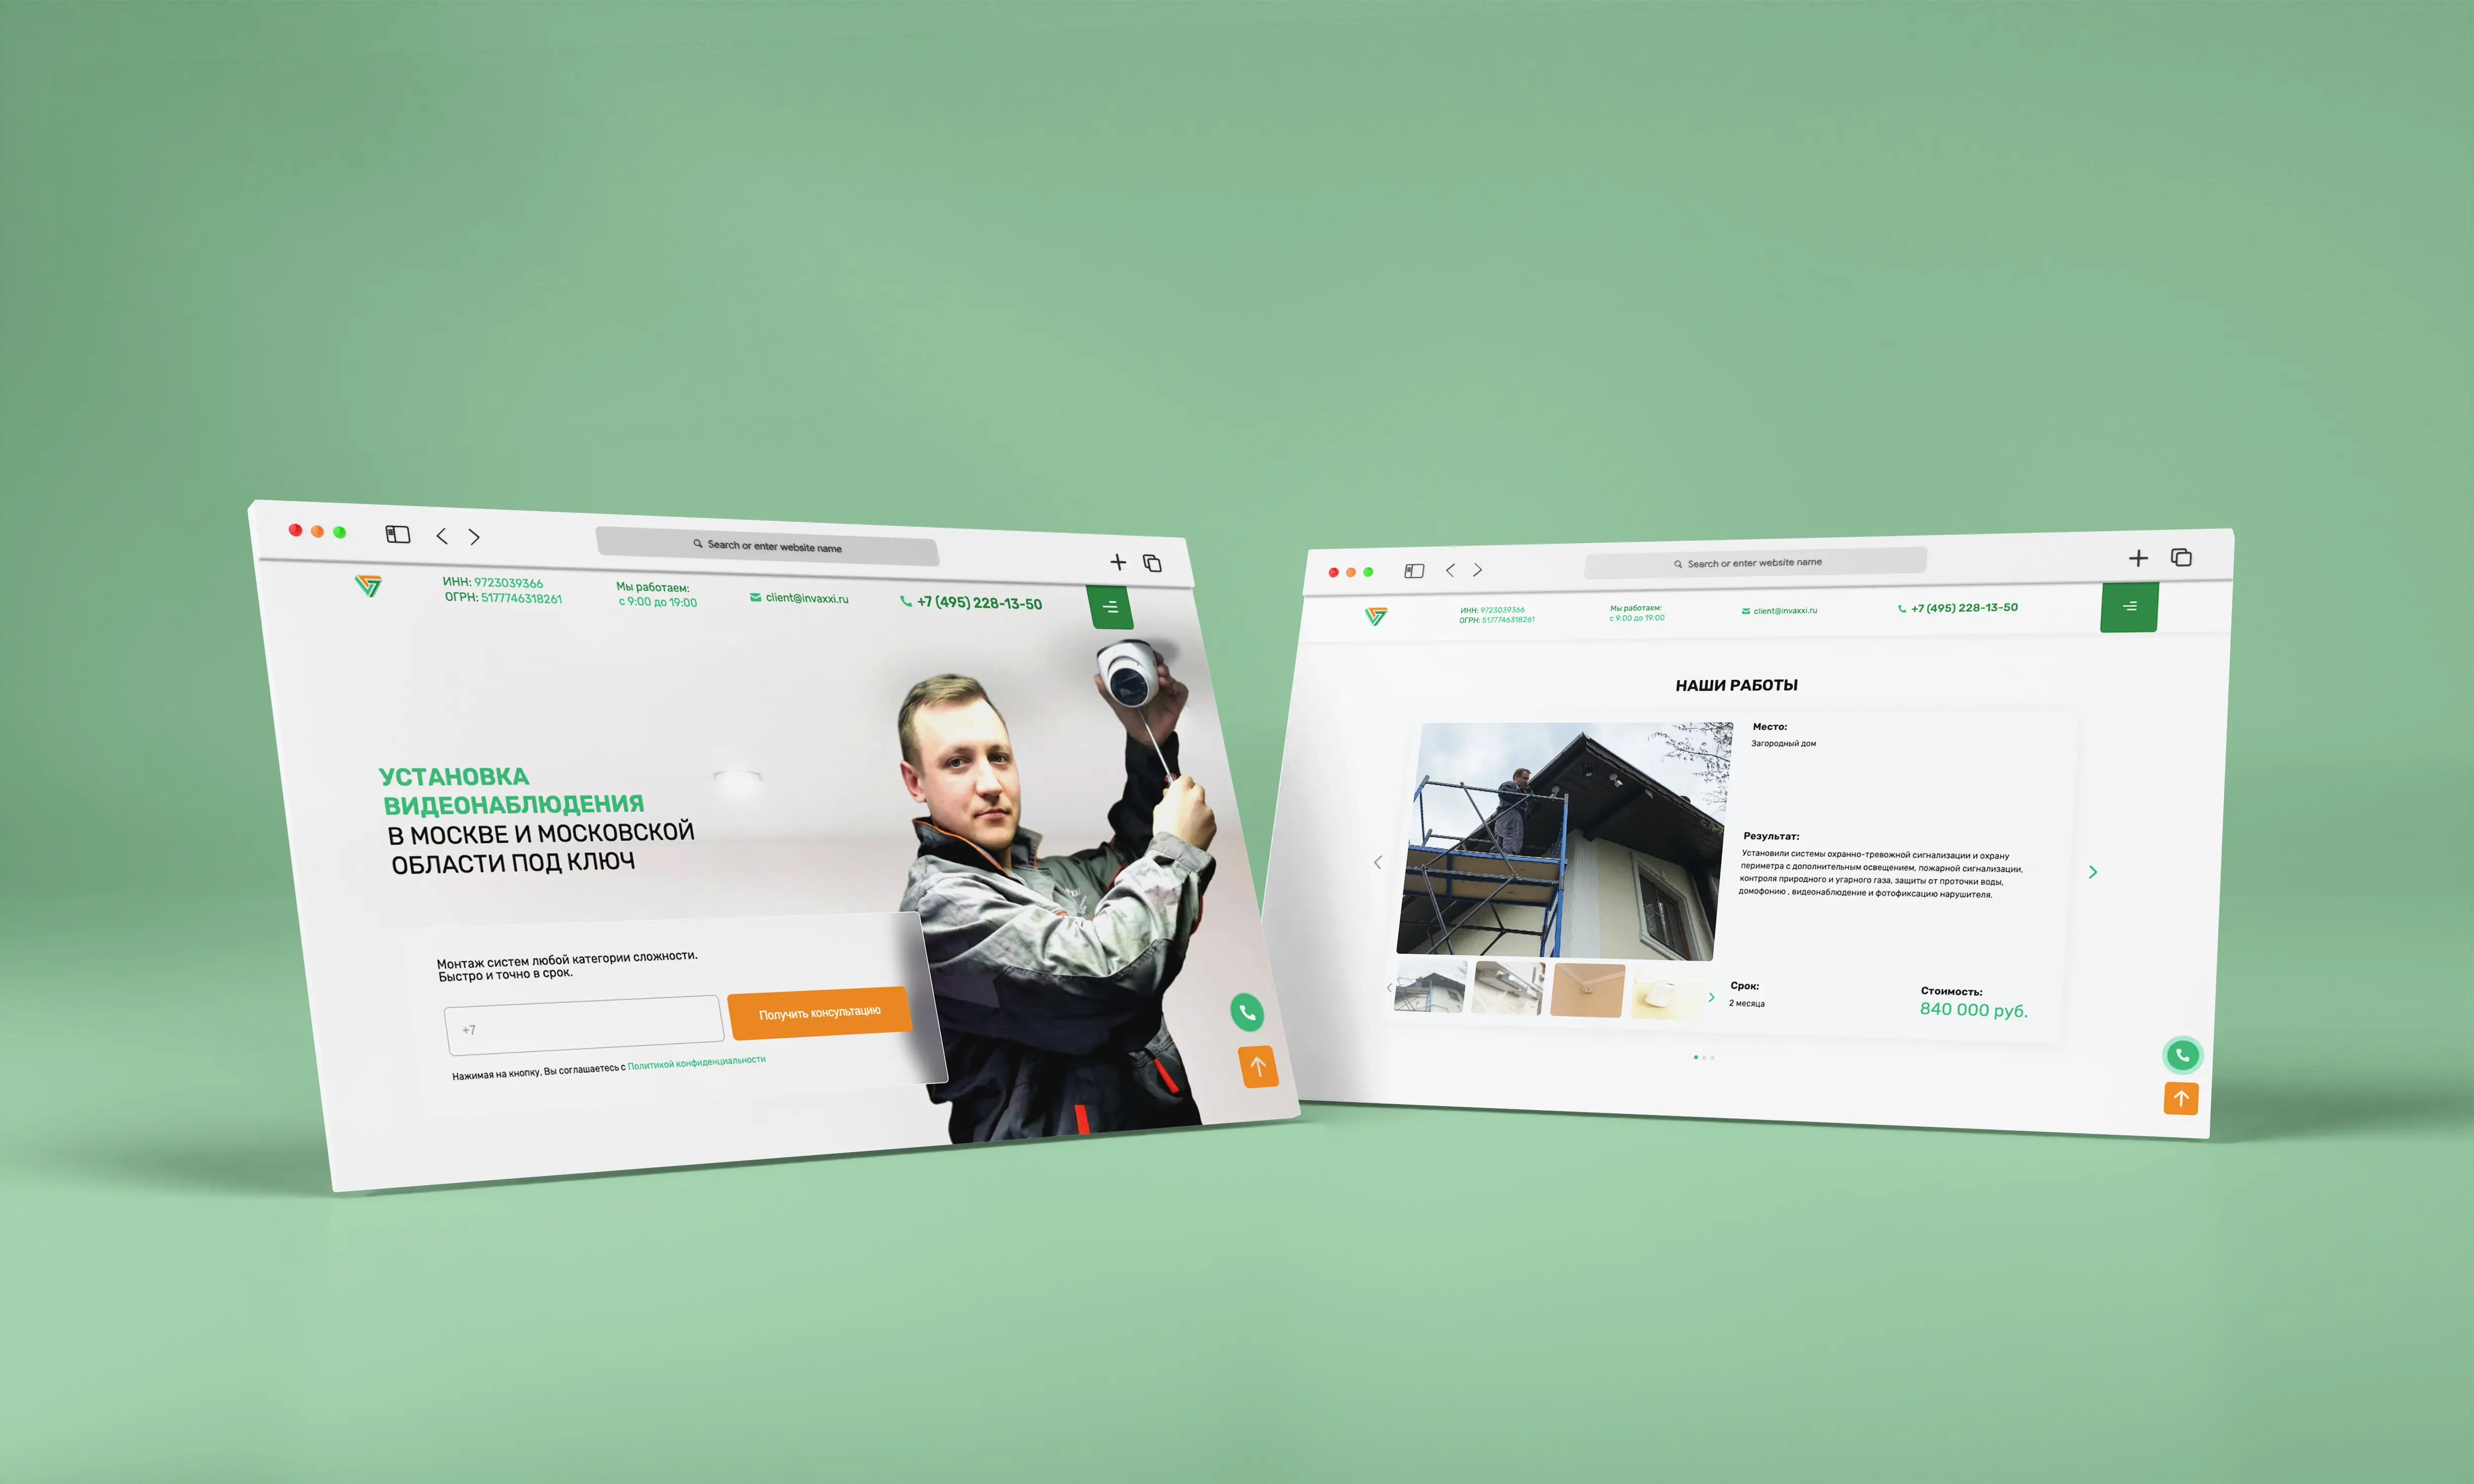 Search or enter website name
ИНН: 9723039366
ОГРН: 5177746318261
Мы работаем:
с 9:00 до 19:00
client@invaxxi.ru
+7 (495) 228-13-50
УСТАНОВКА
ВИДЕОНАБЛЮДЕНИЯ
В МОСКВЕ И МОСКОВСКОЙ
ОБЛАСТИ ПОД КЛЮЧ
Монтаж систем любой категории сложности.
Быстро и точно в срок.
+7
Получить консультацию
Нажимая на кнопку, Вы соглашаетесь с Политикой конфиденциальности
Search or enter website name
ИНН: 9723039366
ОГРН: 5177746318261
Мы работаем:
с 9:00 до 19:00
client@invaxxi.ru
+7 (495) 228-13-50
НАШИ РАБОТЫ
Место:
Загородный дом
Результат:
Установили системы охранно-тревожной сигнализации и охрану
периметра с дополнительным освещением, пожарной сигнализации,
контроля природного и угарного газа, защиты от проточки воды,
домофонию , видеонаблюдение и фотофиксацию нарушителя.
Срок:
2 месяца
Стоимость:
840 000 руб.